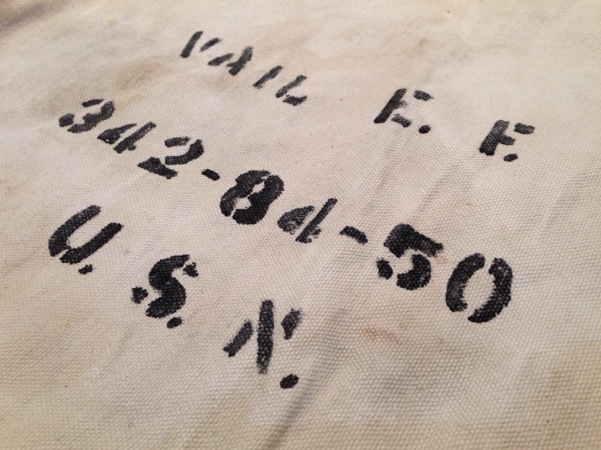 VAIL E. F.
342-84-50
U.S.N.